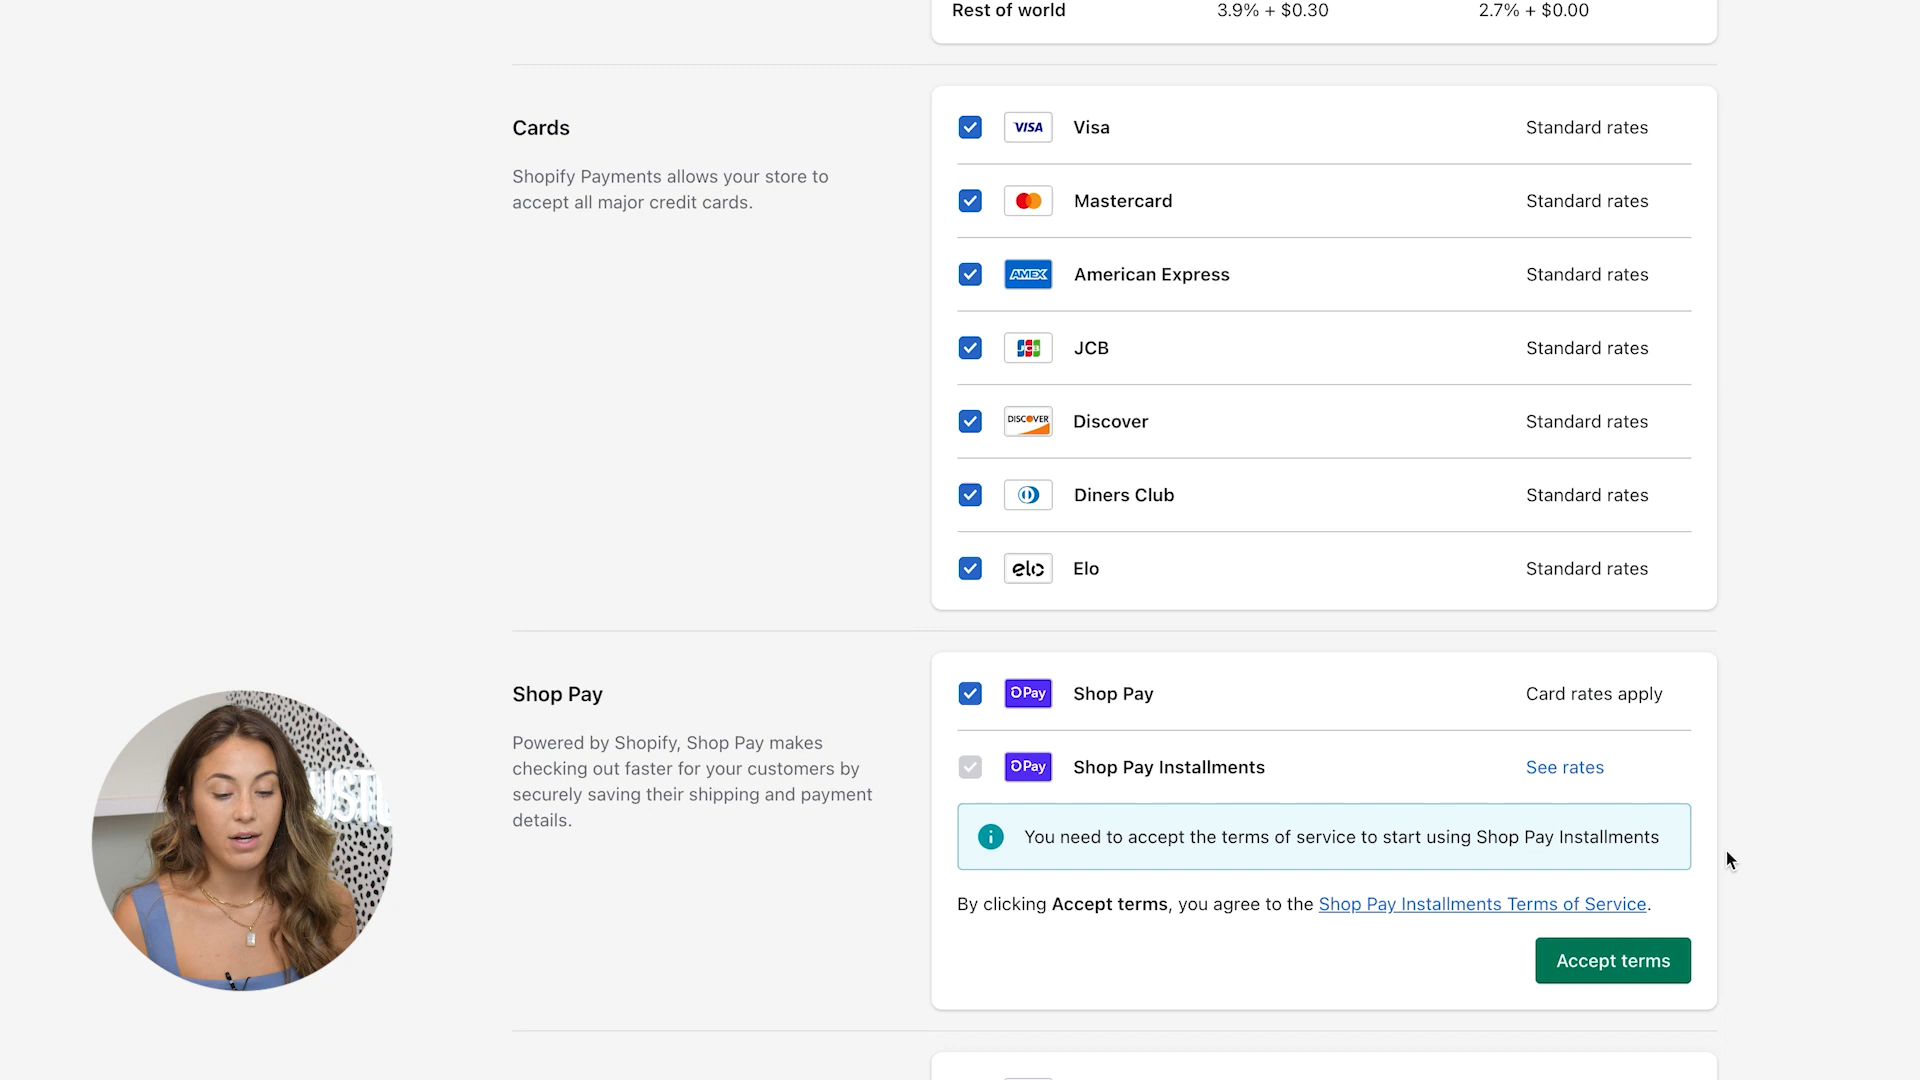 Rest of world 3.9% + $0.30 2.7% + $0.00
Cards
Shopify Payments allows your store to
accept all major credit cards.
VISA Visa Standard rates
Mastercard Standard rates
AMEX American Express Standard rates
JCB JCB Standard rates
DISCOVER Discover Standard rates
Diners Club Standard rates
elo Elo Standard rates
Shop Pay
Powered by Shopify, Shop Pay makes
checking out faster for your customers by
securely saving their shipping and payment
details.
Pay Shop Pay Card rates apply
Pay Shop Pay Installments See rates
You need to accept the terms of service to start using Shop Pay Installments
By clicking Accept terms, you agree to the Shop Pay Installments Terms of Service.
Accept terms